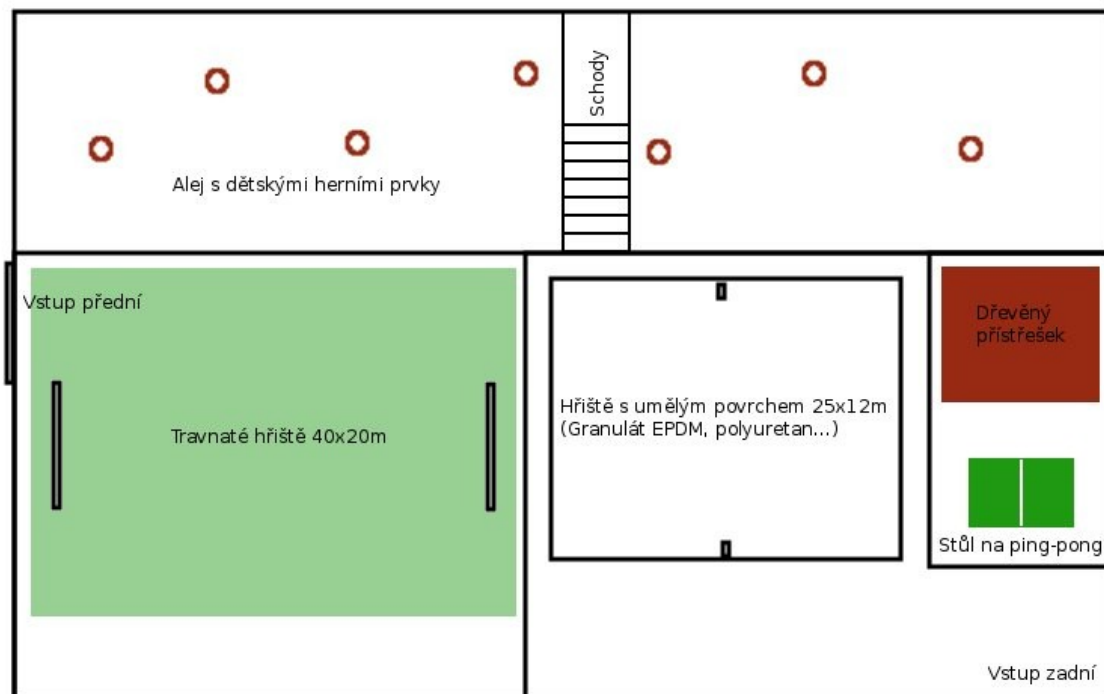 Schody
Alej s dětskými herními prvky
Vstup přední
Dřevěný
přístřešek
Travnaté hřiště 40x20m
Hřiště s umělým povrchem 25x12m
(Granulát EPDM, polyuretan...)
Stůl na ping-pong
Vstup zadní